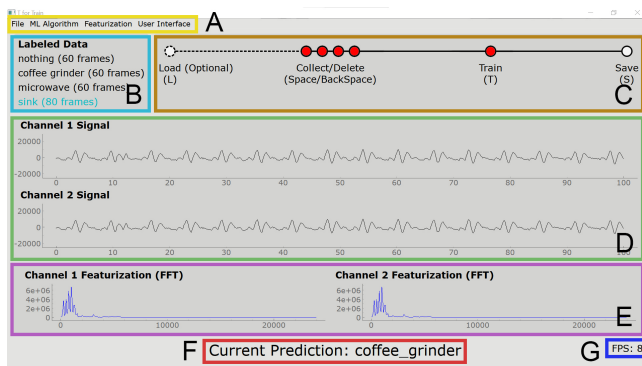 T for Train
File ML Algorithm Featurization User Interface
A
Labeled Data
nothing (60 frames)
coffee grinder (60 frames)
microwave (60 frames)
sink (80 frames)
B
Load (Optional)
(L)
Collect/Delete
(Space/BackSpace)
Train
(T)
Save
(S)
C
Channel 1 Signal
20000
0
-20000
0 10 20 30 40 50 60 70 80 90 100
Channel 2 Signal
20000
0
-20000
0 10 20 30 40 50 60 70 80 90 100
D
Channel 1 Featurization (FFT)
6e+06
4e+06
2e+06
0
0 10000 20000
Channel 2 Featurization (FFT)
6e+06
4e+06
2e+06
0
0 10000 20000
E
F
Current Prediction: coffee_grinder
G
FPS: 8